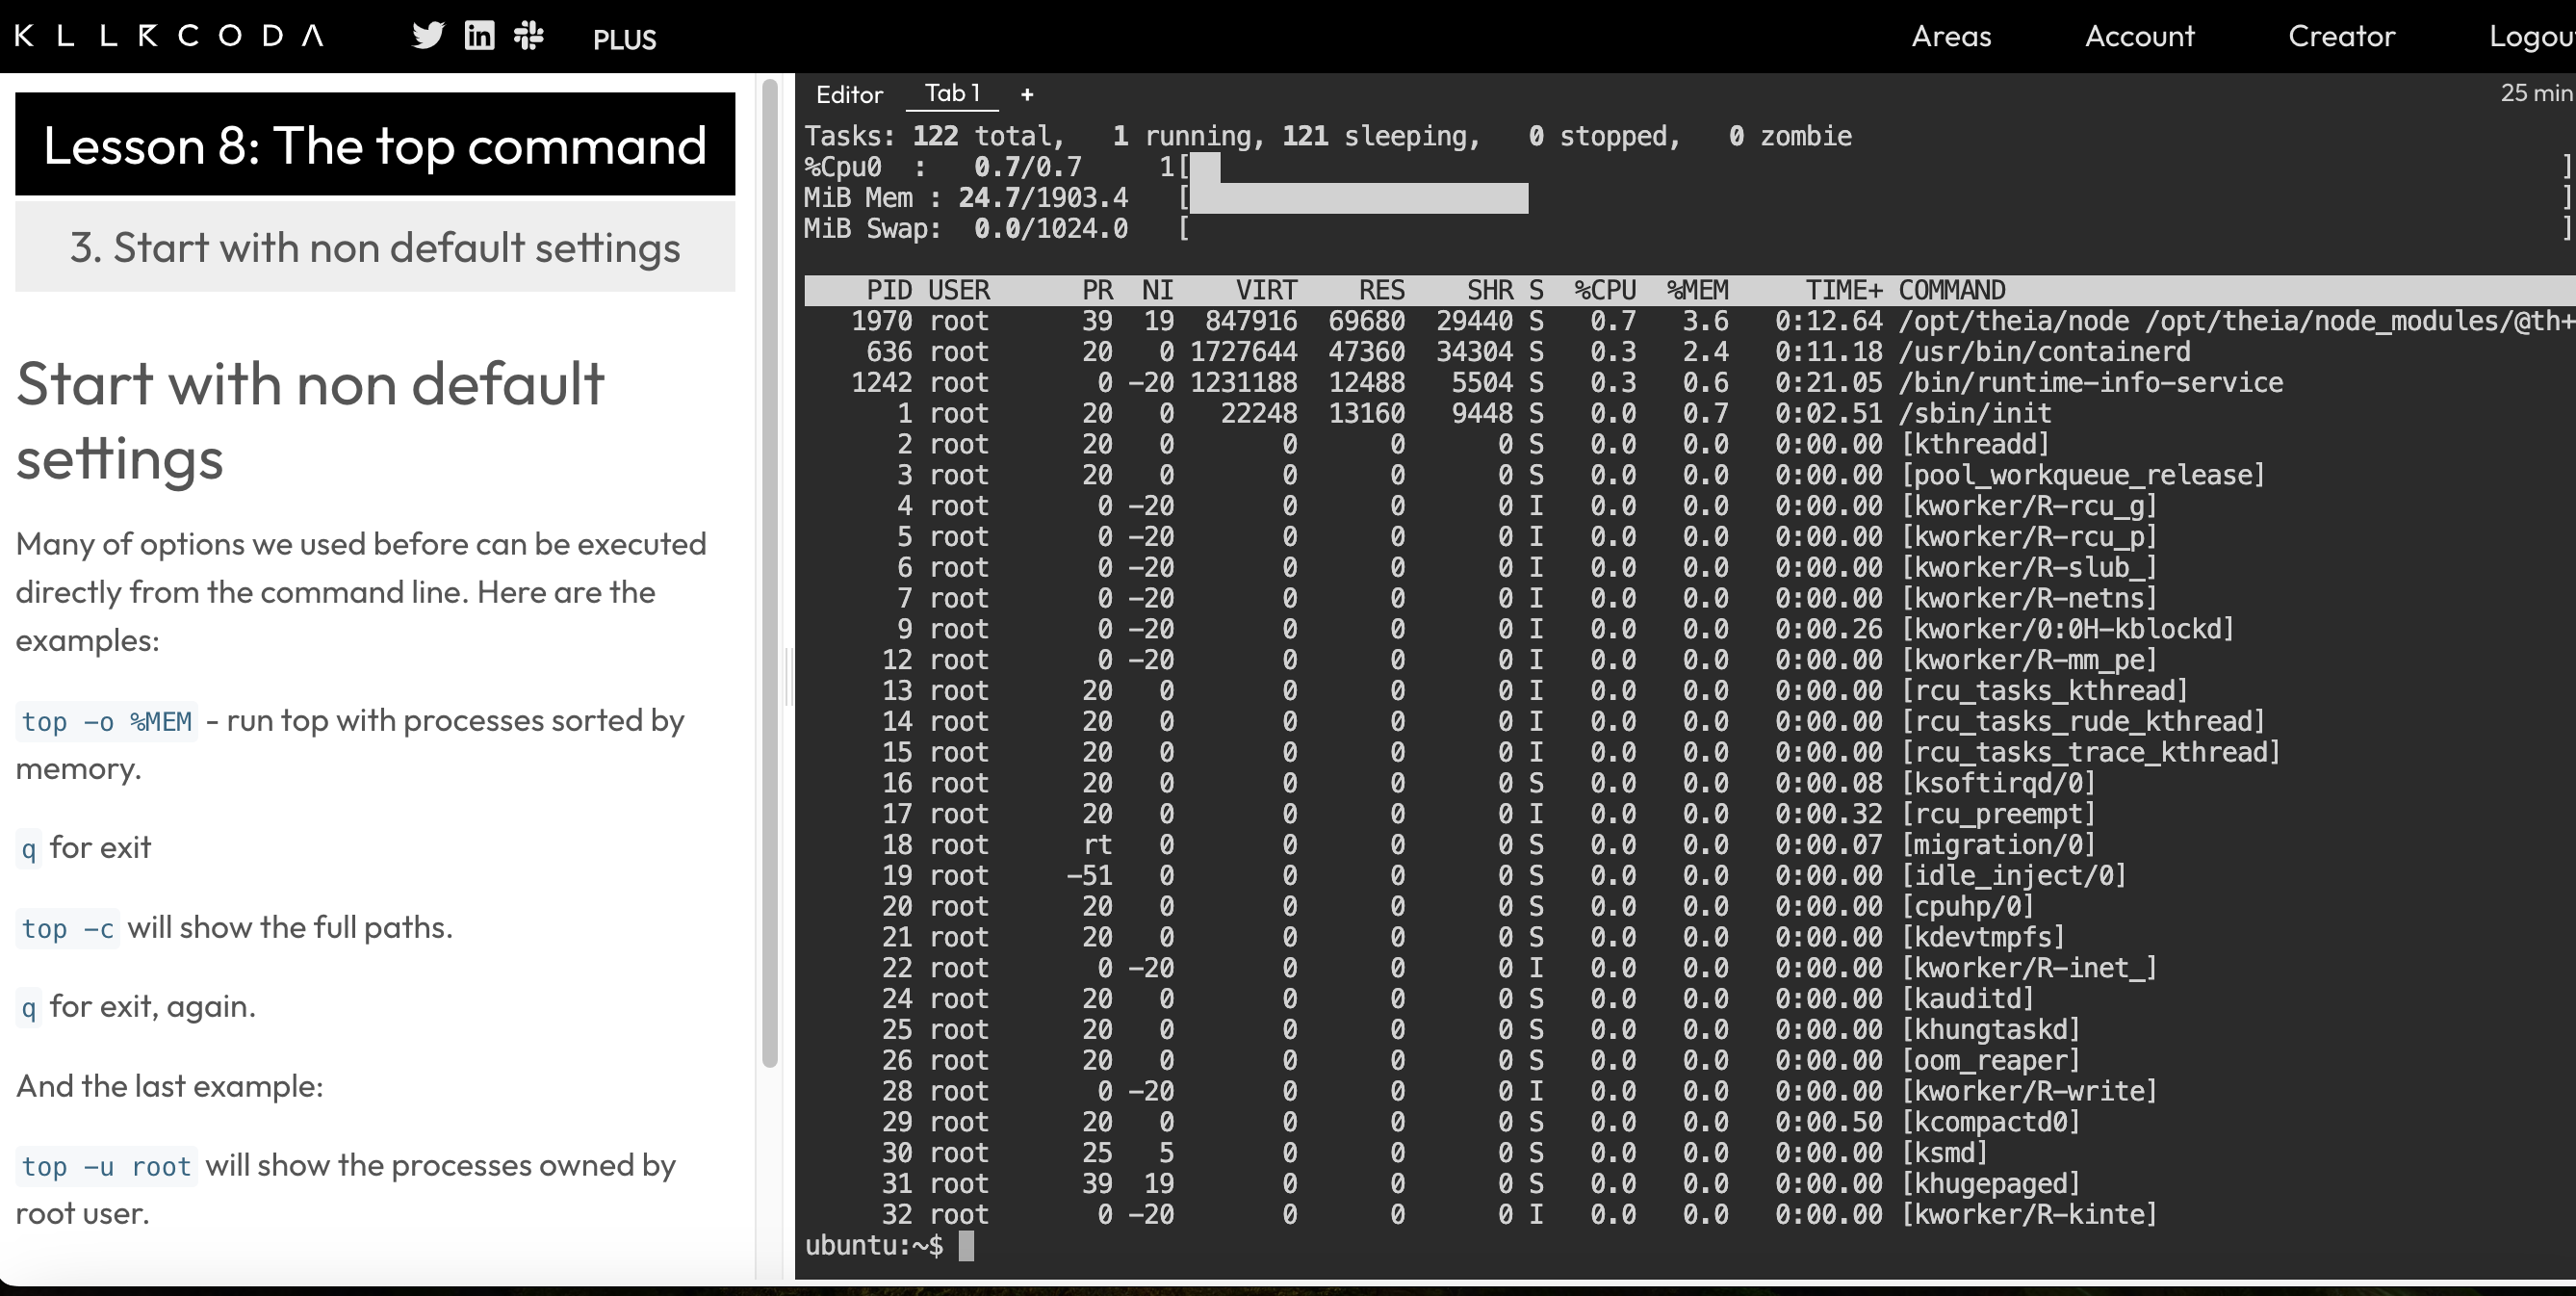 KILLERCODA PLUS Areas Account Creator
Lesson 8: The top command
3. Start with non default settings
Start with non default
settings
Many of options we used before can be executed
directly from the command line. Here are the
examples:
top -o %MEM - run top with processes sorted by
memory.
q for exit
top -c will show the full paths.
q for exit, again.
And the last example:
top -u root will show the processes owned by
root user.
Editor Tab 1 + 25 min
Tasks: 122 total, 1 running, 121 sleeping, 0 stopped, 0 zombie
%Cpu0 : 0.7/0.7 1[ ]
MiB Mem : 24.7/1903.4 [ ]
MiB Swap: 0.0/1024.0 [ ]
PID USER PR NI VIRT RES SHR S %CPU %MEM TIME+ COMMAND
1970 root 39 19 847916 69680 29440 S 0.7 3.6 0:12.64 /opt/theia/node /opt/theia/node_modules/@th+
636 root 20 0 1727644 47360 34304 S 0.3 2.4 0:11.18 /usr/bin/containerd
1242 root 0 -20 1231188 12488 5504 S 0.3 0.6 0:21.05 /bin/runtime-info-service
1 root 20 0 22248 13160 9448 S 0.0 0.7 0:02.51 /sbin/init
2 root 20 0 0 0 0 S 0.0 0.0 0:00.00 [kthreadd]
3 root 20 0 0 0 0 S 0.0 0.0 0:00.00 [pool_workqueue_release]
4 root 0 -20 0 0 0 I 0.0 0.0 0:00.00 [kworker/R-rcu_g]
5 root 0 -20 0 0 0 I 0.0 0.0 0:00.00 [kworker/R-rcu_p]
6 root 0 -20 0 0 0 I 0.0 0.0 0:00.00 [kworker/R-slub_]
7 root 0 -20 0 0 0 I 0.0 0.0 0:00.00 [kworker/R-netns]
9 root 0 -20 0 0 0 I 0.0 0.0 0:00.26 [kworker/0:0H-kblockd]
12 root 0 -20 0 0 0 I 0.0 0.0 0:00.00 [kworker/R-mm_pe]
13 root 20 0 0 0 0 I 0.0 0.0 0:00.00 [rcu_tasks_kthread]
14 root 20 0 0 0 0 I 0.0 0.0 0:00.00 [rcu_tasks_rude_kthread]
15 root 20 0 0 0 0 I 0.0 0.0 0:00.00 [rcu_tasks_trace_kthread]
16 root 20 0 0 0 0 S 0.0 0.0 0:00.08 [ksoftirqd/0]
17 root 20 0 0 0 0 I 0.0 0.0 0:00.32 [rcu_preempt]
18 root rt 0 0 0 0 S 0.0 0.0 0:00.07 [migration/0]
19 root -51 0 0 0 0 S 0.0 0.0 0:00.00 [idle_inject/0]
20 root 20 0 0 0 0 S 0.0 0.0 0:00.00 [cpuhp/0]
21 root 20 0 0 0 0 S 0.0 0.0 0:00.00 [kdevtmpfs]
22 root 0 -20 0 0 0 I 0.0 0.0 0:00.00 [kworker/R-inet_]
24 root 20 0 0 0 0 S 0.0 0.0 0:00.00 [kauditd]
25 root 20 0 0 0 0 S 0.0 0.0 0:00.00 [khungtaskd]
26 root 20 0 0 0 0 S 0.0 0.0 0:00.00 [oom_reaper]
28 root 0 -20 0 0 0 I 0.0 0.0 0:00.00 [kworker/R-write]
29 root 20 0 0 0 0 S 0.0 0.0 0:00.50 [kcompactd0]
30 root 25 5 0 0 0 S 0.0 0.0 0:00.00 [ksmd]
31 root 39 19 0 0 0 S 0.0 0.0 0:00.00 [khugepaged]
32 root 0 -20 0 0 0 I 0.0 0.0 0:00.00 [kworker/R-kinte]
ubuntu:~$